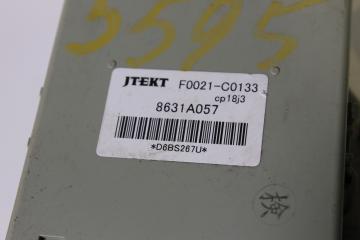 5595
JTEKT F0021-C0133
cp18j3
8631A057
*D6BS267U*
検